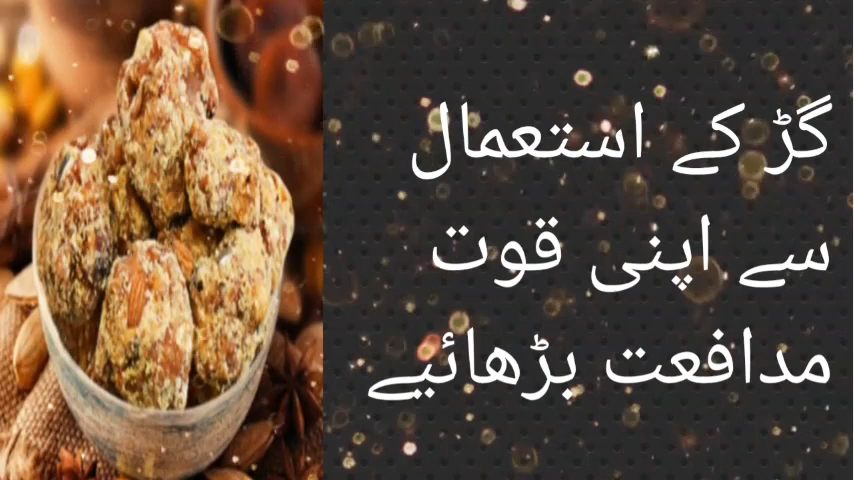 گڑ کے استعمال
سے اپنی قوت
مدافعت بڑھائیے